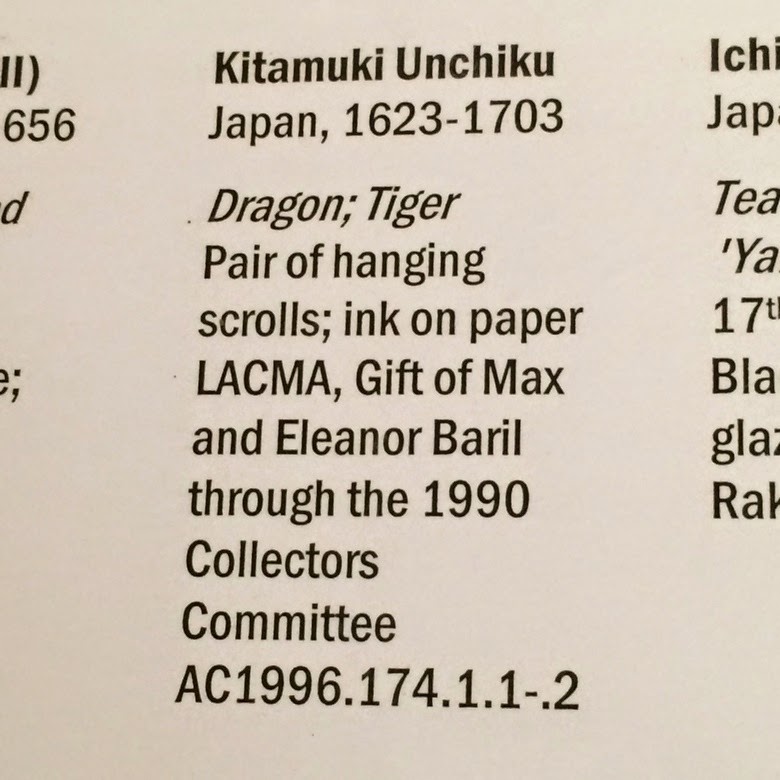 II)
656
d
e;
Kitamuki Unchiku
Japan, 1623-1703
Dragon; Tiger
Pair of hanging
scrolls; ink on paper
LACMA, Gift of Max
and Eleanor Baril
through the 1990
Collectors
Committee
AC1996.174.1.1-.2
Ichi
Japa
Tea
'Ya
17th
Bla
glaz
Rak